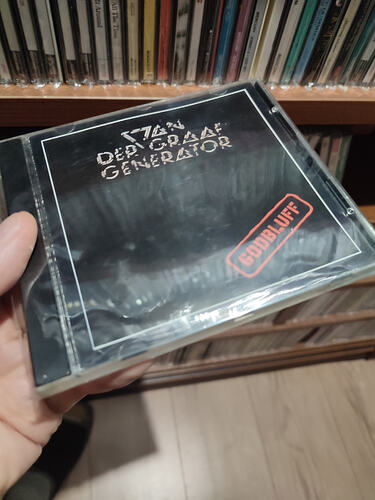 VAN
DER GRAAF
GENERATOR
GODBLUFF